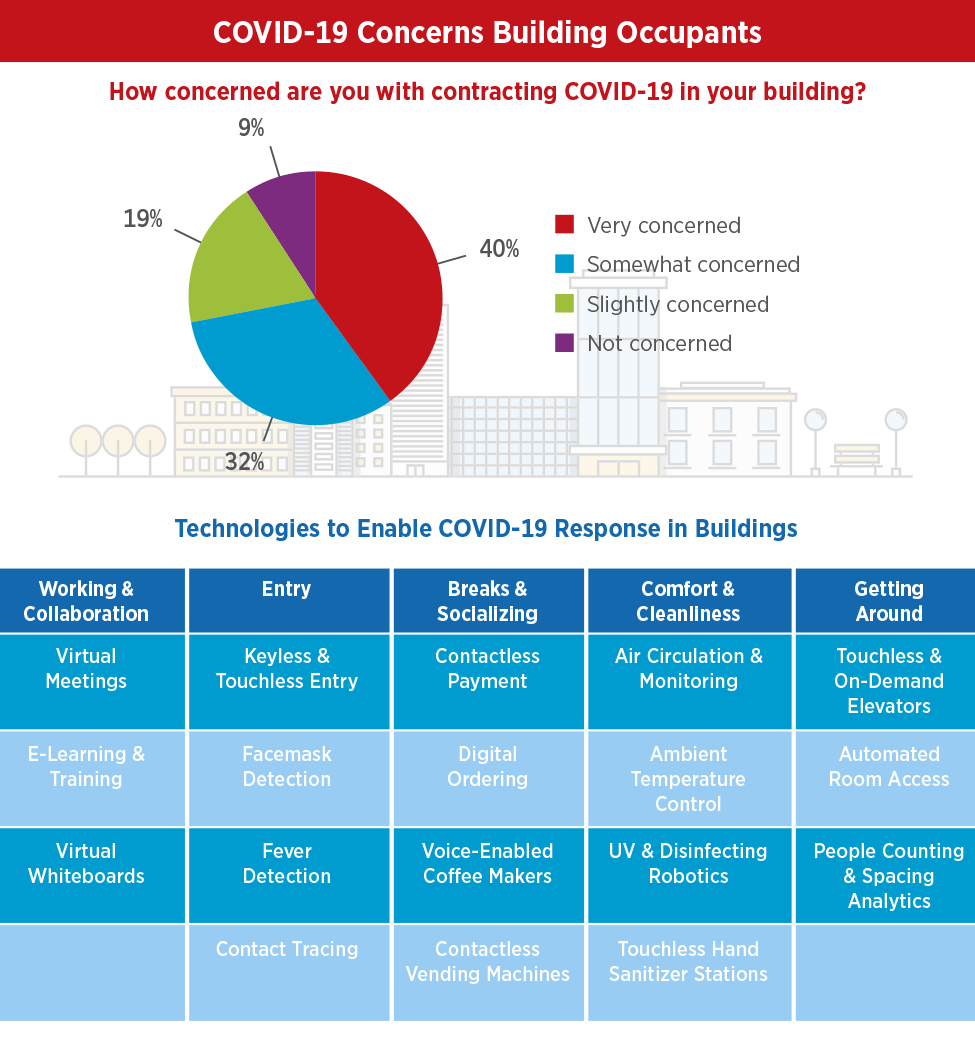 COVID-19 Concerns Building Occupants
How concerned are you with contracting COVID-19 in your building?
9%
19%
40%
32%
Very concerned
Somewhat concerned
Slightly concerned
Not concerned
Technologies to Enable COVID-19 Response in Buildings
Working &
Collaboration
Entry
Breaks &
Socializing
Comfort &
Cleanliness
Getting
Around
Virtual
Meetings
Keyless &
Touchless Entry
Contactless
Payment
Air Circulation &
Monitoring
Touchless &
On-Demand
Elevators
E-Learning &
Training
Facemask
Detection
Digital
Ordering
Ambient
Temperature
Control
Automated
Room Access
Virtual
Whiteboards
Fever
Detection
Voice-Enabled
Coffee Makers
UV & Disinfecting
Robotics
People Counting
& Spacing
Analytics
Contact Tracing
Contactless
Vending Machines
Touchless Hand
Sanitizer Stations